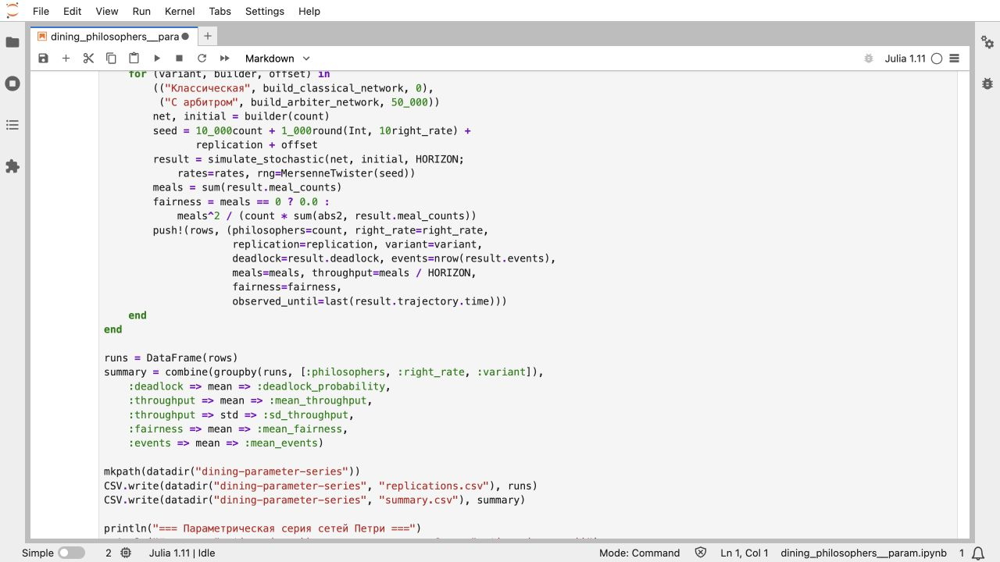 File Edit View Run Kernel Tabs Settings Help
dining_philosophers__para
Markdown
Julia 1.11
for (variant, builder, offset) in
(("Классическая", build_classical_network, 0),
("С арбитром", build_arbiter_network, 50_000))
net, initial = builder(count)
seed = 10_000count + 1_000round(Int, 10right_rate) +
replication + offset
result = simulate_stochastic(net, initial, HORIZON;
rates=rates, rng=MersenneTwister(seed))
meals = sum(result.meal_counts)
fairness = meals == 0 ? 0.0 :
meals^2 / (count * sum(abs2, result.meal_counts))
push!(rows, (philosophers=count, right_rate=right_rate,
replication=replication, variant=variant,
deadlock=result.deadlock, events=nrow(result.events),
meals=meals, throughput=meals / HORIZON,
fairness=fairness,
observed_until=last(result.trajectory.time)))
end
end
runs = DataFrame(rows)
summary = combine(groupby(runs, [:philosophers, :right_rate, :variant]),
:deadlock => mean => :deadlock_probability,
:throughput => mean => :mean_throughput,
:throughput => std => :sd_throughput,
:fairness => mean => :mean_fairness,
:events => mean => :mean_events)
mkpath(datadir("dining-parameter-series"))
CSV.write(datadir("dining-parameter-series", "replications.csv"), runs)
CSV.write(datadir("dining-parameter-series", "summary.csv"), summary)
println("=== Параметрическая серия сетей Петри ===")
Simple 2 Julia 1.11 | Idle Mode: Command Ln 1, Col 1 dining_philosophers__param.ipynb 1